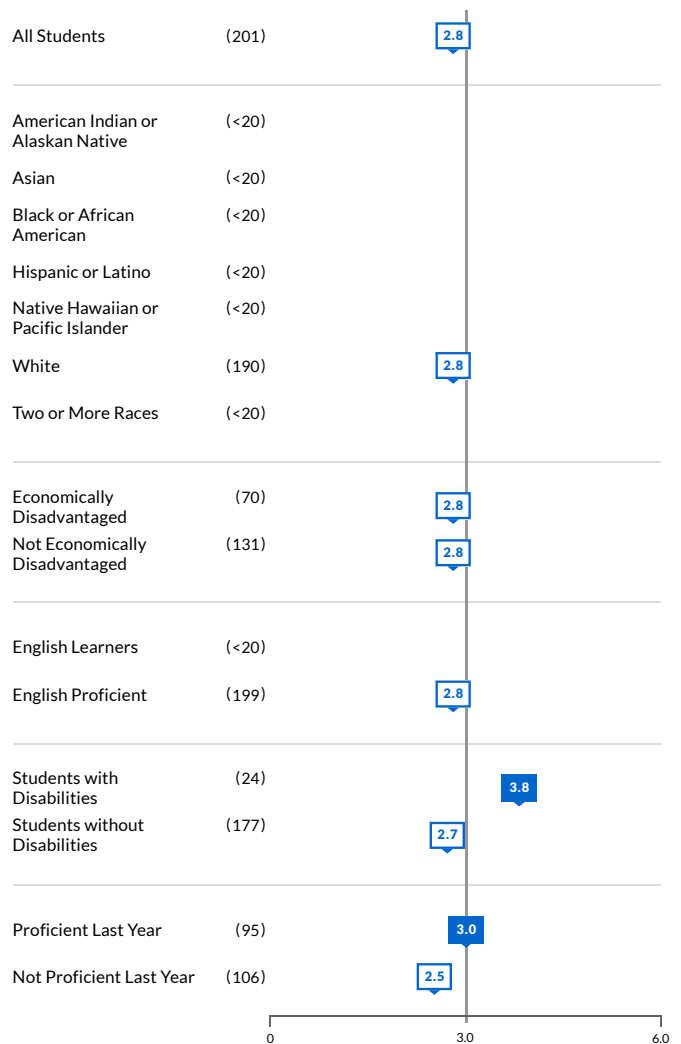 All Students (201) 2.8
American Indian or (<20)
Alaskan Native
Asian (<20)
Black or African (<20)
American
Hispanic or Latino (<20)
Native Hawaiian or (<20)
Pacific Islander
White (190) 2.8
Two or More Races (<20)
Economically (70) 2.8
Disadvantaged
Not Economically (131) 2.8
Disadvantaged
English Learners (<20)
English Proficient (199) 2.8
Students with (24) 3.8
Disabilities
Students without (177) 2.7
Disabilities
Proficient Last Year (95) 3.0
Not Proficient Last Year (106) 2.5
0 3.0 6.0